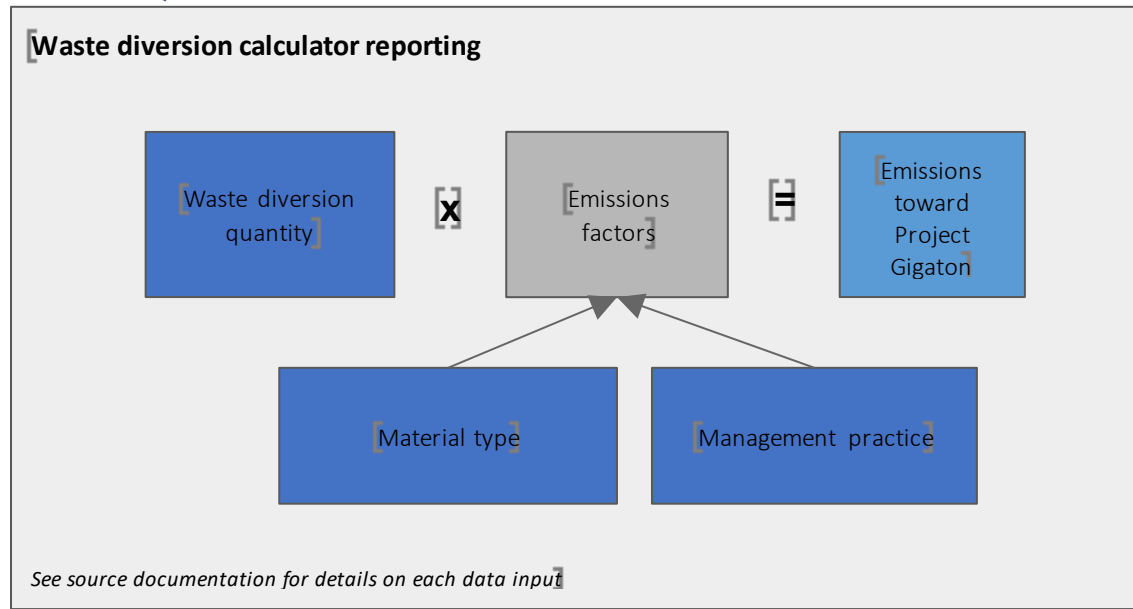 Waste diversion calculator reporting
Waste diversion
quantity
x
Emissions
factors
=
Emissions
toward
Project
Gigaton
Material type
Management practice
See source documentation for details on each data input